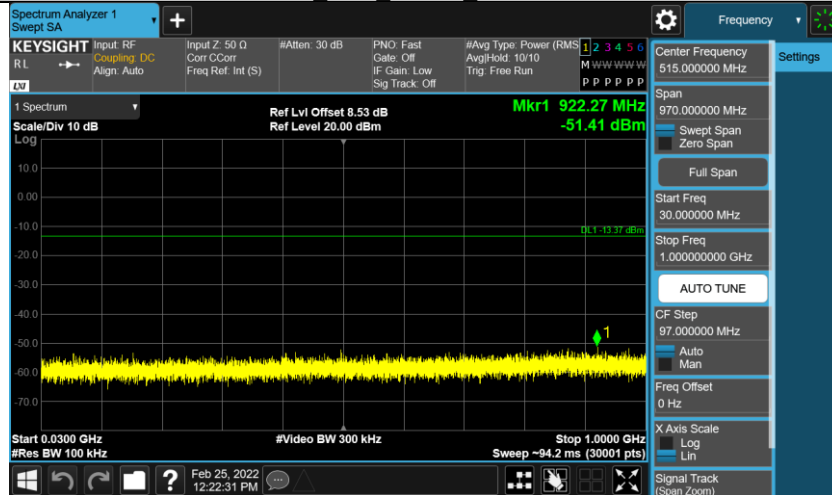 Spectrum Analyzer 1
Swept SA
+
Frequency
KEYSIGHT
RL
LXI
Input: RF
Coupling: DC
Align: Auto
Input Z: 50 Ω
Corr CCorr
Freq Ref: Int (S)
#Atten: 30 dB
PNO: Fast
Gate: Off
IF Gain: Low
Sig Track: Off
#Avg Type: Power (RMS
Avg|Hold: 10/10
Trig: Free Run
1 2 3 4 5 6
M W W W W W
P P P P P P
Center Frequency
515.000000 MHz
Settings
Span
970.000000 MHz
Swept Span
Zero Span
Full Span
Start Freq
30.000000 MHz
Stop Freq
1.000000000 GHz
AUTO TUNE
CF Step
97.000000 MHz
Auto
Man
Freq Offset
0 Hz
X Axis Scale
Log
Lin
Signal Track
(Span Zoom)
1 Spectrum
Scale/Div 10 dB
Log
Ref Lvl Offset 8.53 dB
Ref Level 20.00 dBm
Mkr1 922.27 MHz
-51.41 dBm
10.0
0.00
-10.0
DL1 -13.37 dBm
-20.0
-30.0
-40.0
1
-50.0
-60.0
-70.0
Start 0.0300 GHz
#Res BW 100 kHz
#Video BW 300 kHz
Stop 1.0000 GHz
Sweep ~94.2 ms (30001 pts)
?
Feb 25, 2022
12:22:31 PM